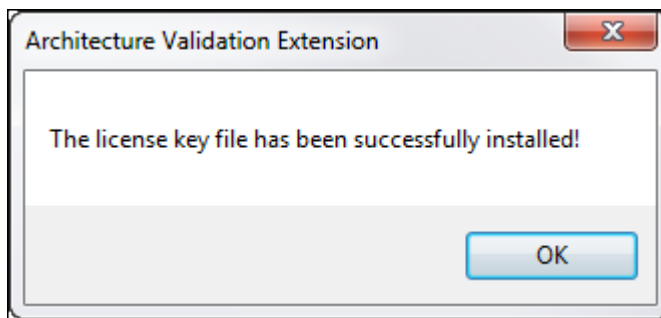 Architecture Validation Extension
The license key file has been successfully installed!
OK